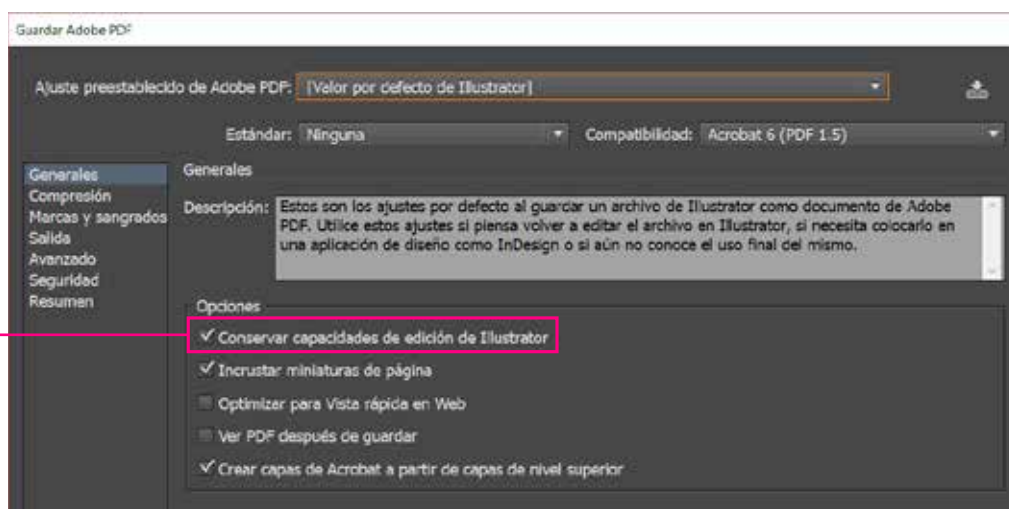 Guardar Adobe PDF
Ajuste preestablecido de Adobe PDF: [Valor por defecto de Illustrator]
Estándar: Ninguna Compatibilidad: Acrobat 6 (PDF 1.5)
Generales
Compresión
Marcas y sangrados
Salida
Avanzado
Seguridad
Resumen
Generales
Descripción: Estos son los ajustes por defecto al guardar un archivo de Illustrator como documento de Adobe
PDF. Utilice estos ajustes si piensa volver a editar el archivo en Illustrator, si necesita colocarlo en
una aplicación de diseño como InDesign o si aún no conoce el uso final del mismo.
Opciones
Conservar capacidades de edición de Illustrator
Incrustar miniaturas de página
Optimizar para Vista rápida en Web
Ver PDF después de guardar
Crear capas de Acrobat a partir de capas de nivel superior